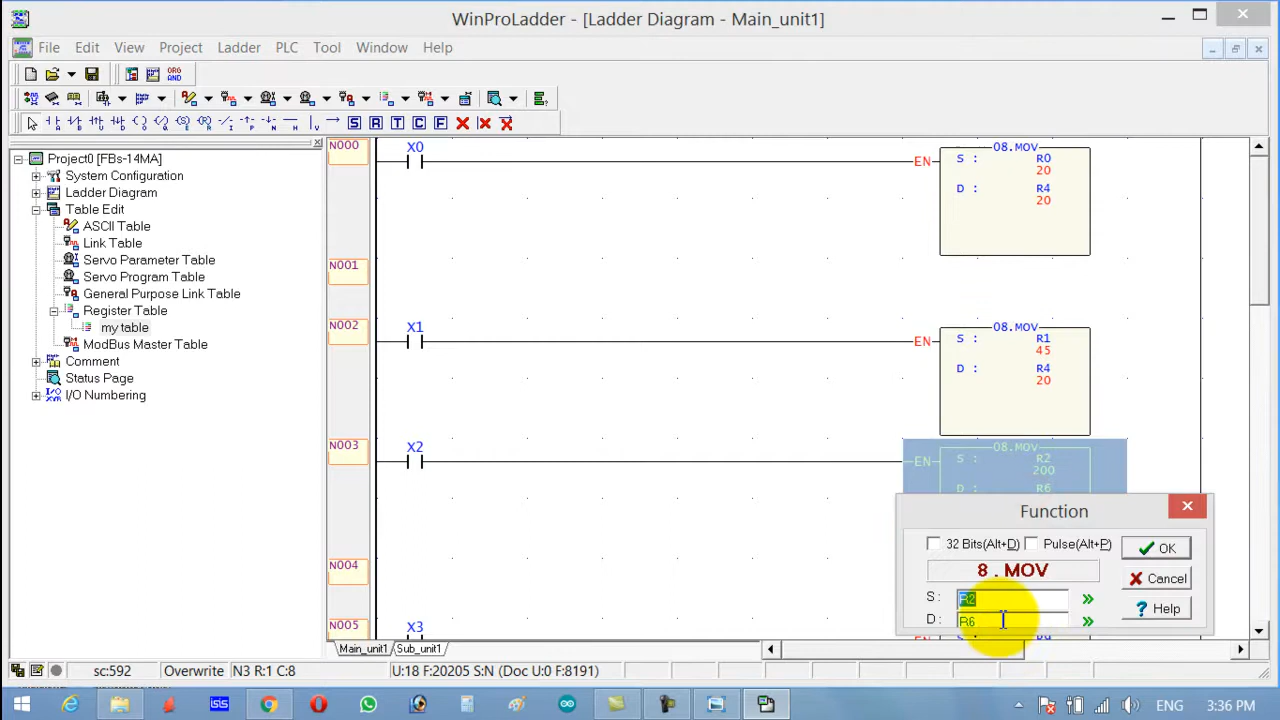 WinProLadder - [Ladder Diagram - Main_unit1]
File Edit View Project Ladder PLC Tool Window Help
ORG
AND
A B U D O Q S R I P N H V S R T C F
Project0 [FBs-14MA]
System Configuration
Ladder Diagram
Table Edit
ASCII Table
Link Table
Servo Parameter Table
Servo Program Table
General Purpose Link Table
Register Table
my table
ModBus Master Table
Comment
Status Page
I/O Numbering
N000
X0
EN
08.MOV
S : R0
20
D : R4
20
N001
N002
X1
EN
08.MOV
S : R1
45
D : R4
20
N003
X2
EN
08.MOV
S : R2
200
D : R6
N004
N005
X3
Function
32 Bits(Alt+D) Pulse(Alt+P)
OK
8 . MOV
Cancel
S : R2
Help
D : R6
Main_unit1 Sub_unit1
sc:592 Overwrite N3 R:1 C:8 U:18 F:20205 S:N (Doc U:0 F:8191)
ISIS
ENG 3:36 PM